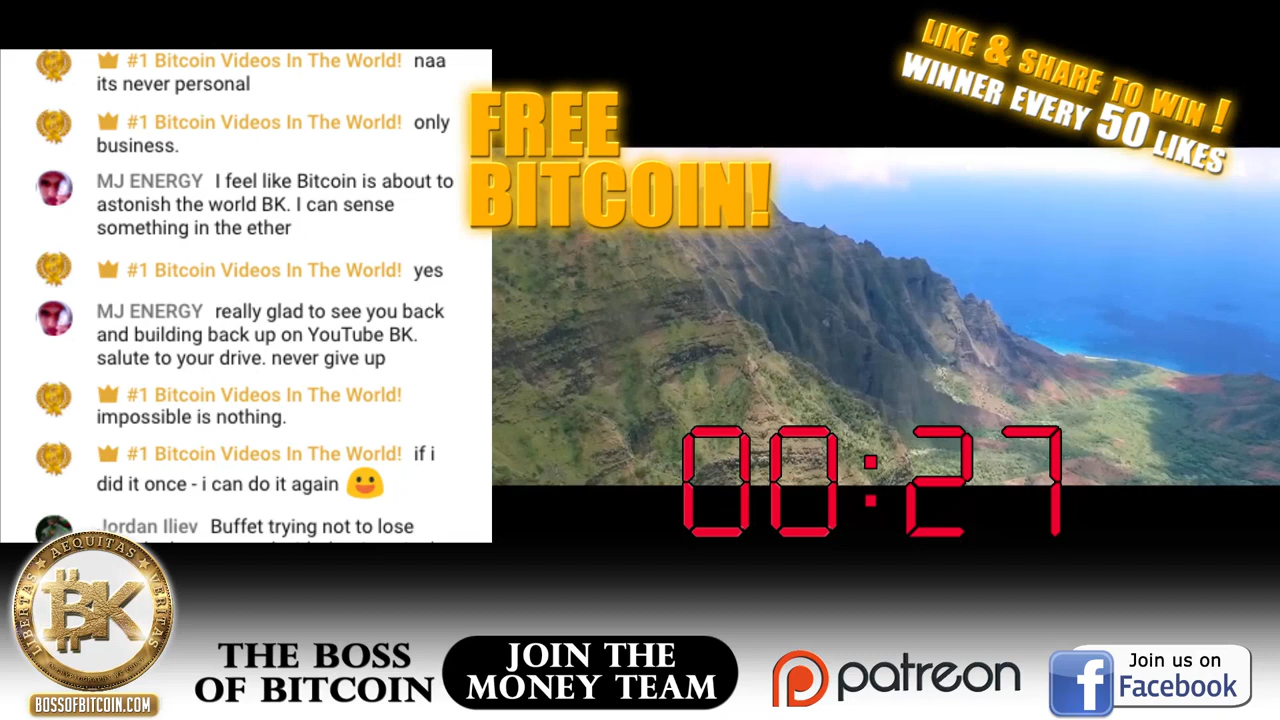 #1 Bitcoin Videos In The World! naa
its never personal
#1 Bitcoin Videos In The World! only
business.
MJ ENERGY I feel like Bitcoin is about to
astonish the world BK. I can sense
something in the ether
#1 Bitcoin Videos In The World! yes
MJ ENERGY really glad to see you back
and building back up on YouTube BK.
salute to your drive. never give up
#1 Bitcoin Videos In The World!
impossible is nothing.
#1 Bitcoin Videos In The World! if i
did it once - i can do it again
Jordan Iliev Buffet trying not to lose
FREE
BITCOIN!
LIKE & SHARE TO WIN !
WINNER EVERY 50 LIKES
00:27
LIBERTAS AEQUITAS VERITAS
BK
BOSSOFBITCOIN.COM
THE BOSS
OF BITCOIN
JOIN THE
MONEY TEAM
patreon
f
Join us on
Facebook